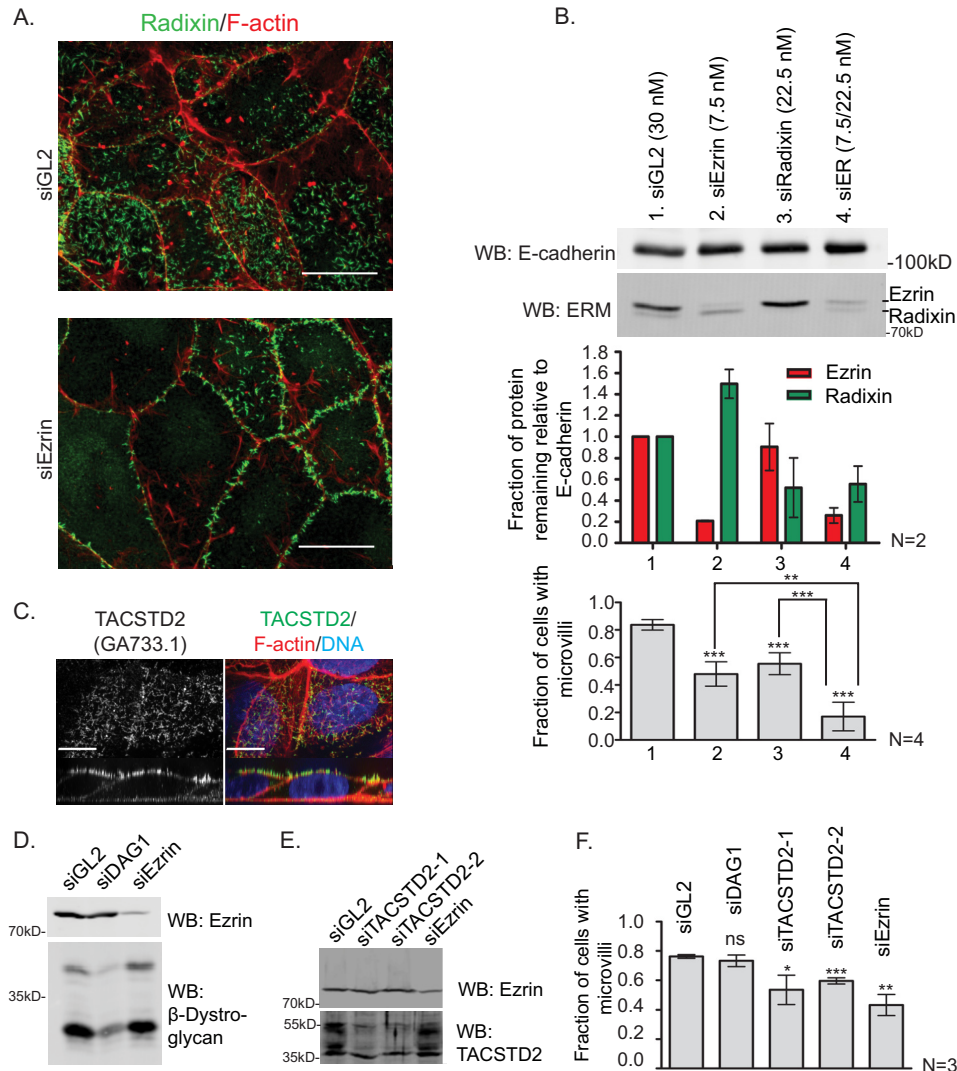 A.
Radixin/F-actin
siGL2
siEzrin
B.
1. siGL2 (30 nM)
2. siEzrin (7.5 nM)
3. siRadixin (22.5 nM)
4. siER (7.5/22.5 nM)
WB: E-cadherin
-100kD
WB: ERM
Ezrin
Radixin
-70kD
Fraction of protein
remaining relative to
E-cadherin
1.8
1.6
1.4
1.2
1.0
0.8
0.6
0.4
0.2
0.0
Ezrin
Radixin
1 2 3 4
N=2
Fraction of cells with
microvilli
1.0
0.8
0.6
0.4
0.2
0.0
***
***
***
**
***
1 2 3 4
N=4
C.
TACSTD2
(GA733.1)
TACSTD2/
F-actin/DNA
D.
siGL2
siDAG1
siEzrin
70kD-
WB: Ezrin
35kD-
WB:
β-Dystro-
glycan
E.
siGL2
siTACSTD2-1
siTACSTD2-2
siEzrin
70kD-
WB: Ezrin
55kD-
35kD-
WB:
TACSTD2
F.
Fraction of cells with
microvilli
1.0
0.8
0.6
0.4
0.2
0.0
siGL2
siDAG1
siTACSTD2-1
siTACSTD2-2
siEzrin
ns
*
***
**
N=3